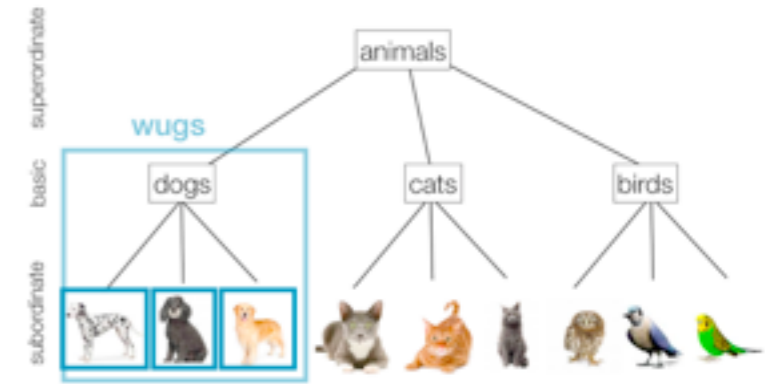 superordinate
animals
wugs
basic
dogs
cats
birds
subordinate